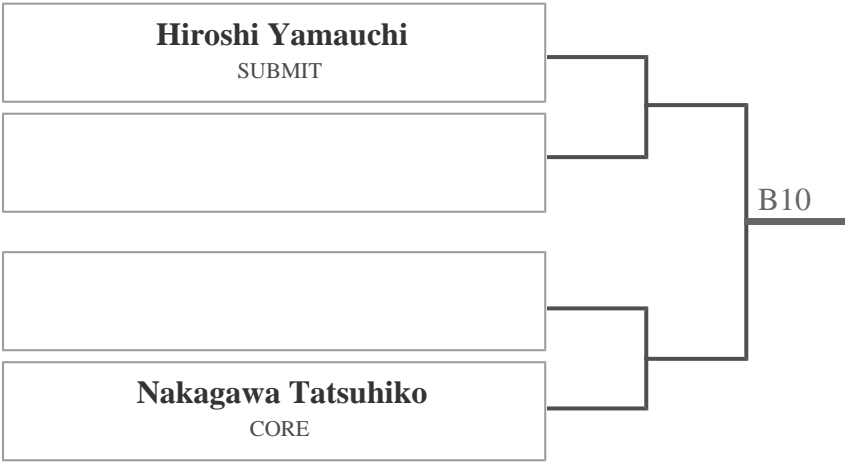 Hiroshi Yamauchi
SUBMIT
B10
Nakagawa Tatsuhiko
CORE